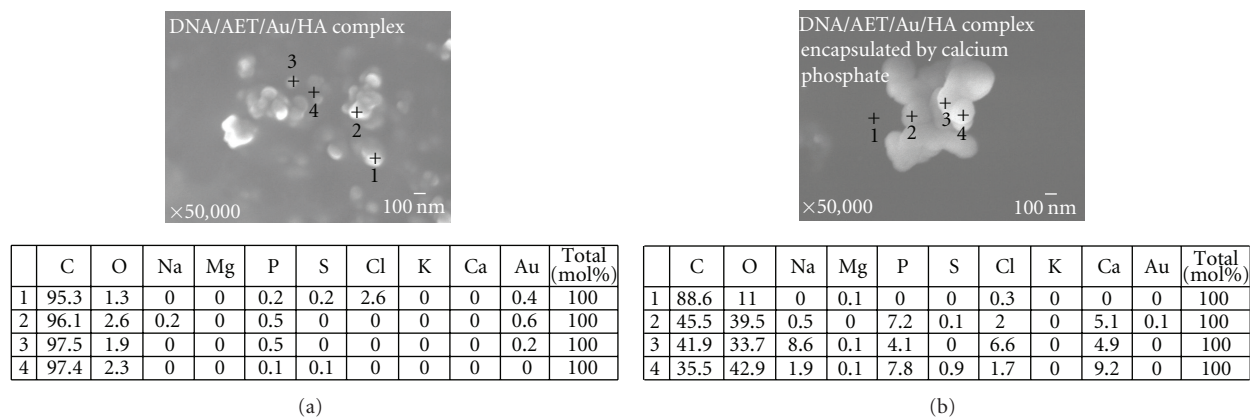 DNA/AET/Au/HA complex
3
4
2
1
×50,000
100 nm
C O Na Mg P S Cl K Ca Au Total (mol%)
1 95.3 1.3 0 0 0.2 0.2 2.6 0 0 0.4 100
2 96.1 2.6 0.2 0 0.5 0 0 0 0 0.6 100
3 97.5 1.9 0 0 0.5 0 0 0 0 0.2 100
4 97.4 2.3 0 0 0.1 0.1 0 0 0 0 100
(a)
DNA/AET/Au/HA complex
encapsulated by calcium
phosphate
1
2
3
4
×50,000
100 nm
C O Na Mg P S Cl K Ca Au Total (mol%)
1 88.6 11 0 0.1 0 0 0.3 0 0 0 100
2 45.5 39.5 0.5 0 7.2 0.1 2 0 5.1 0.1 100
3 41.9 33.7 8.6 0.1 4.1 0 6.6 0 4.9 0 100
4 35.5 42.9 1.9 0.1 7.8 0.9 1.7 0 9.2 0 100
(b)